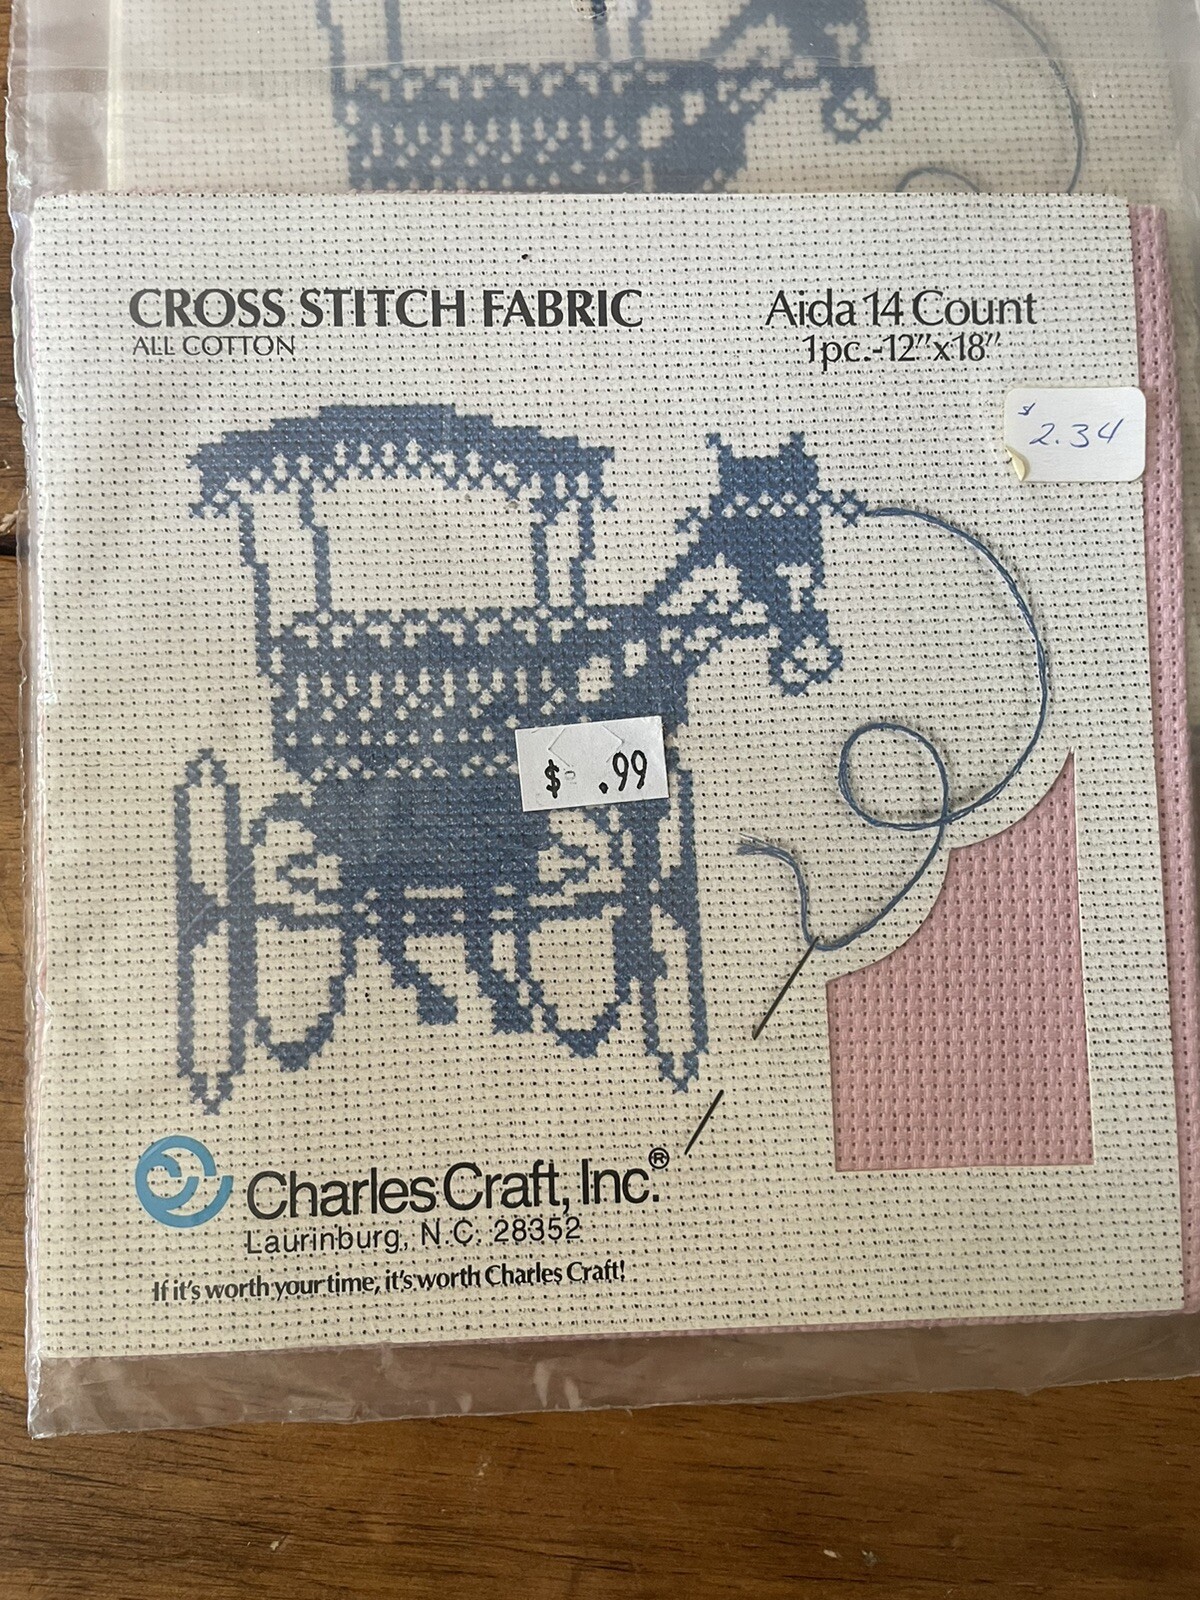 CROSS STITCH FABRIC
ALL COTTON
Aida 14 Count
1pc.-12"x18"
$ 2.34
$ .99
Charles Craft, Inc.®
Laurinburg, N.C. 28352
If it's worth your time, it's worth Charles Craft!